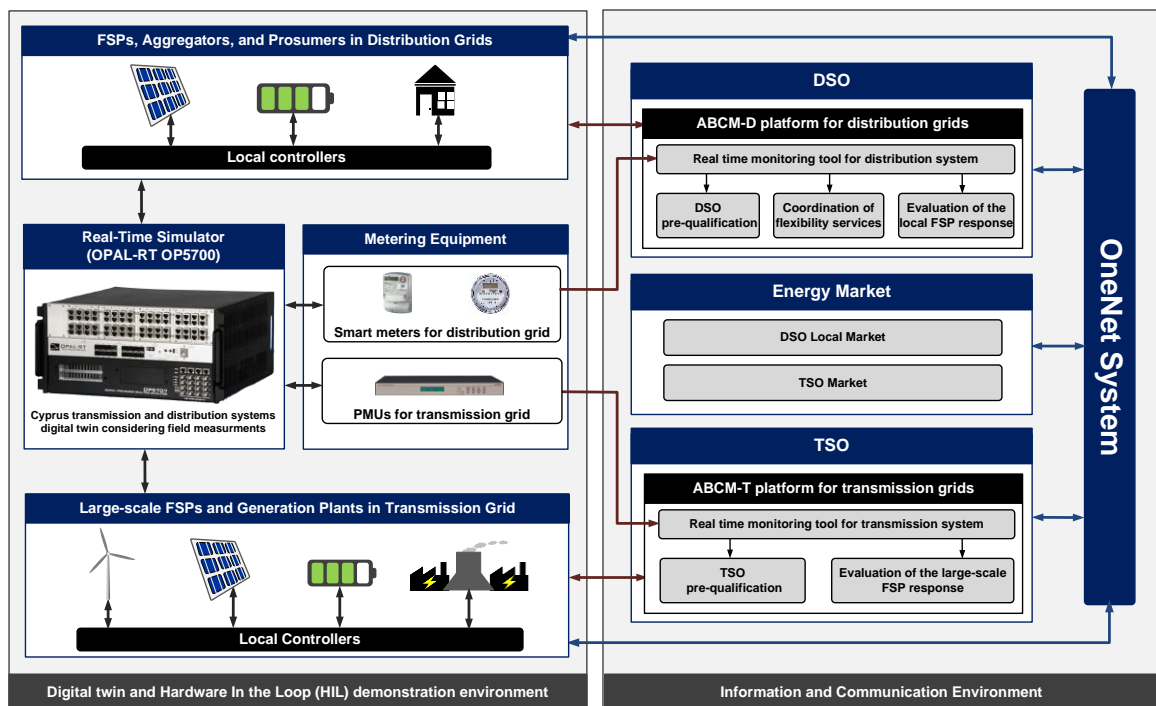 FSPs, Aggregators, and Prosumers in Distribution Grids
Local controllers
Real-Time Simulator
(OPAL-RT OP5700)
OPAL-RT
Cyprus transmission and distribution systems
digital twin considering field measurments
Metering Equipment
Smart meters for distribution grid
PMUs for transmission grid
Large-scale FSPs and Generation Plants in Transmission Grid
Local Controllers
Digital twin and Hardware In the Loop (HIL) demonstration environment
DSO
ABCM-D platform for distribution grids
Real time monitoring tool for distribution system
DSO
pre-qualification
Coordination of
flexibility services
Evaluation of the
local FSP response
Energy Market
DSO Local Market
TSO Market
TSO
ABCM-T platform for transmission grids
Real time monitoring tool for transmission system
TSO
pre-qualification
Evaluation of the large-scale
FSP response
OneNet System
Information and Communication Environment